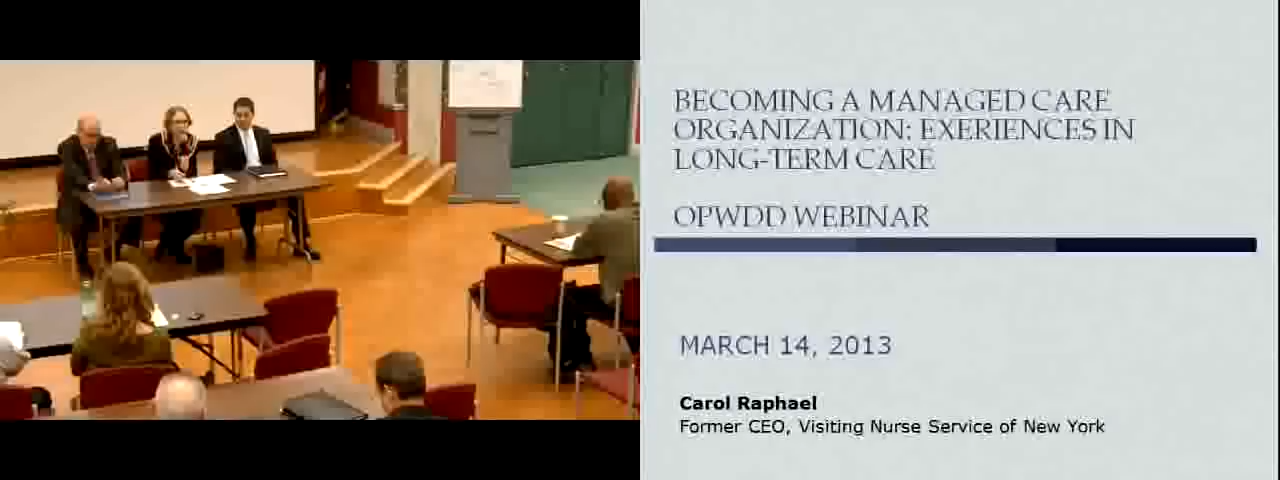 BECOMING A MANAGED CARE
ORGANIZATION: EXERIENCES IN
LONG-TERM CARE
OPWDD WEBINAR
MARCH 14, 2013
Carol Raphael
Former CEO, Visiting Nurse Service of New York